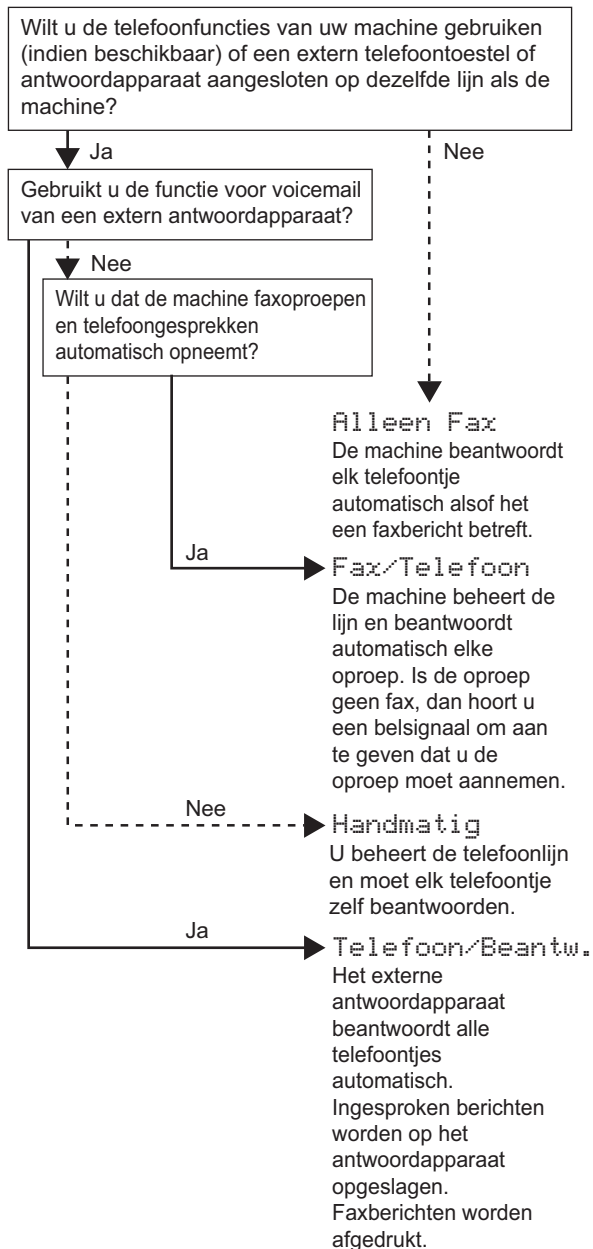 Wilt u de telefoonfuncties van uw machine gebruiken
(indien beschikbaar) of een extern telefoontoestel of
antwoordapparaat aangesloten op dezelfde lijn als de
machine?
Ja
Nee
Gebruikt u de functie voor voicemail
van een extern antwoordapparaat?
Nee
Wilt u dat de machine faxoproepen
en telefoongesprekken
automatisch opneemt?
Alleen Fax
De machine beantwoordt
elk telefoontje
automatisch alsof het
een faxbericht betreft.
Ja
Fax/Telefoon
De machine beheert de
lijn en beantwoordt
automatisch elke
oproep. Is de oproep
geen fax, dan hoort u
een belsignaal om aan
te geven dat u de
oproep moet aannemen.
Nee
Handmatig
U beheert de telefoonlijn
en moet elk telefoontje
zelf beantwoorden.
Ja
Telefoon/Beantw.
Het externe
antwoordapparaat
beantwoordt alle
telefoontjes
automatisch.
Ingesproken berichten
worden op het
antwoordapparaat
opgeslagen.
Faxberichten worden
afgedrukt.